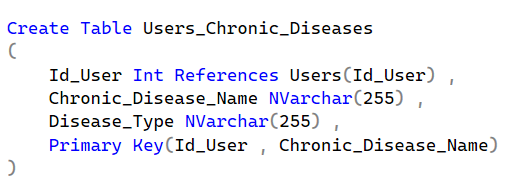 Create Table Users_Chronic_Diseases
(
    Id_User Int References Users(Id_User) ,
    Chronic_Disease_Name NVarchar(255) ,
    Disease_Type NVarchar(255) ,
    Primary Key(Id_User , Chronic_Disease_Name)
)